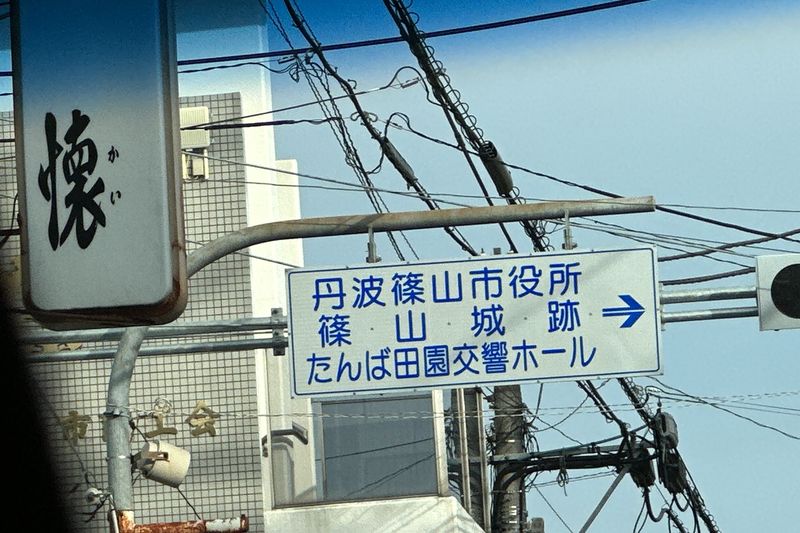 懐
かい
丹波篠山市役所
篠山城跡
たんば田園交響ホール